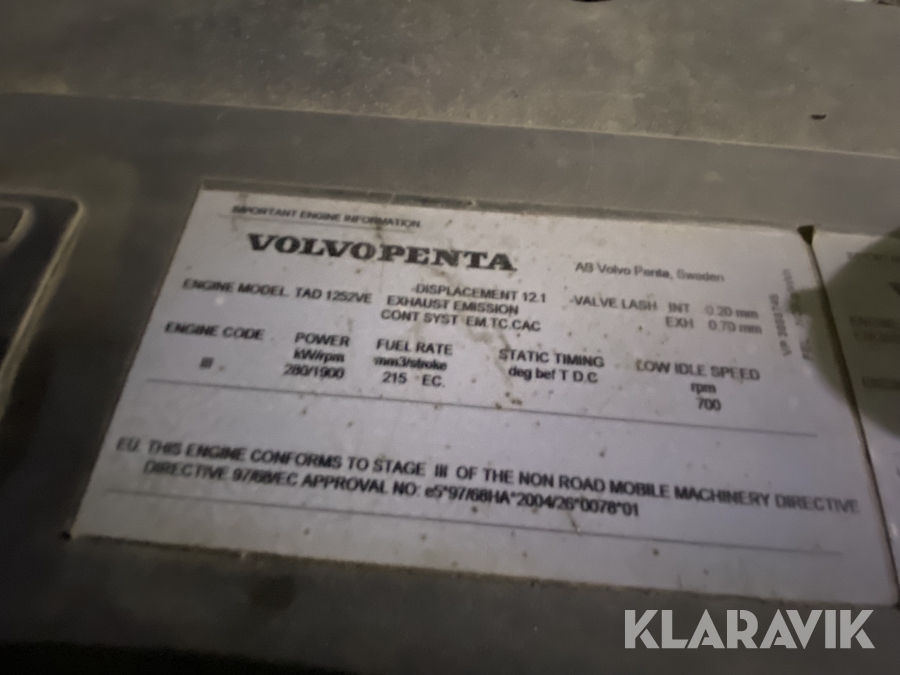 IMPORTANT ENGINE INFORMATION
VOLVO PENTA
AB Volvo Penta, Sweden
ENGINE MODEL. TAD 1252VE
DISPLACEMENT 12.1
EXHAUST EMISSION
CONT SYST EM.TC.CAC
VALVE LASH INT 0.20 mm
EXH 0.70 mm
ENGINE CODE
III
POWER
kW/rpm
280/1900
FUEL RATE
mm3/stroke
215 EC.
STATIC TIMING
deg bef T D C
LOW IDLE SPEED
rpm
700
EU. THIS ENGINE CONFORMS TO STAGE III OF THE NON ROAD MOBILE MACHINERY DIRECTIVE
DIRECTIVE 97/68/EC APPROVAL NO: e5*97/68HA*2004/26*0078*01
KLARAVIK